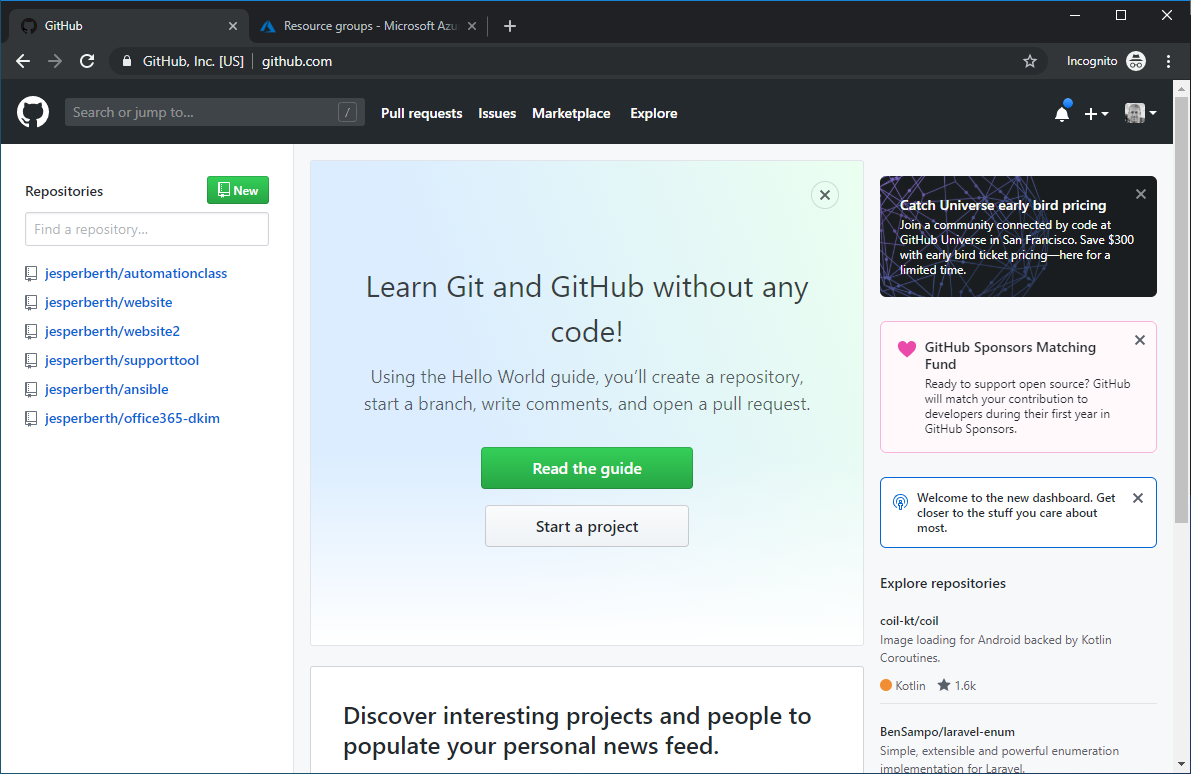 GitHub
Resource groups - Microsoft Azu
GitHub, Inc. [US]
github.com
Incognito
Search or jump to...
/
Pull requests
Issues
Marketplace
Explore
Repositories
New
Find a repository...
jesperberth/automationclass
jesperberth/website
jesperberth/website2
jesperberth/supporttool
jesperberth/ansible
jesperberth/office365-dkim
Learn Git and GitHub without any
code!
Using the Hello World guide, you’ll create a repository,
start a branch, write comments, and open a pull request.
Read the guide
Start a project
Discover interesting projects and people to
populate your personal news feed.
Catch Universe early bird pricing
Join a community connected by code at
GitHub Universe in San Francisco. Save $300
with early bird ticket pricing—here for a
limited time.
GitHub Sponsors Matching
Fund
Ready to support open source? GitHub
will match your contribution to
developers during their first year in
GitHub Sponsors.
Welcome to the new dashboard. Get
closer to the stuff you care about
most.
Explore repositories
coil-kt/coil
Image loading for Android backed by Kotlin
Coroutines.
Kotlin
1.6k
BenSampo/laravel-enum
Simple, extensible and powerful enumeration
implementation for Laravel.